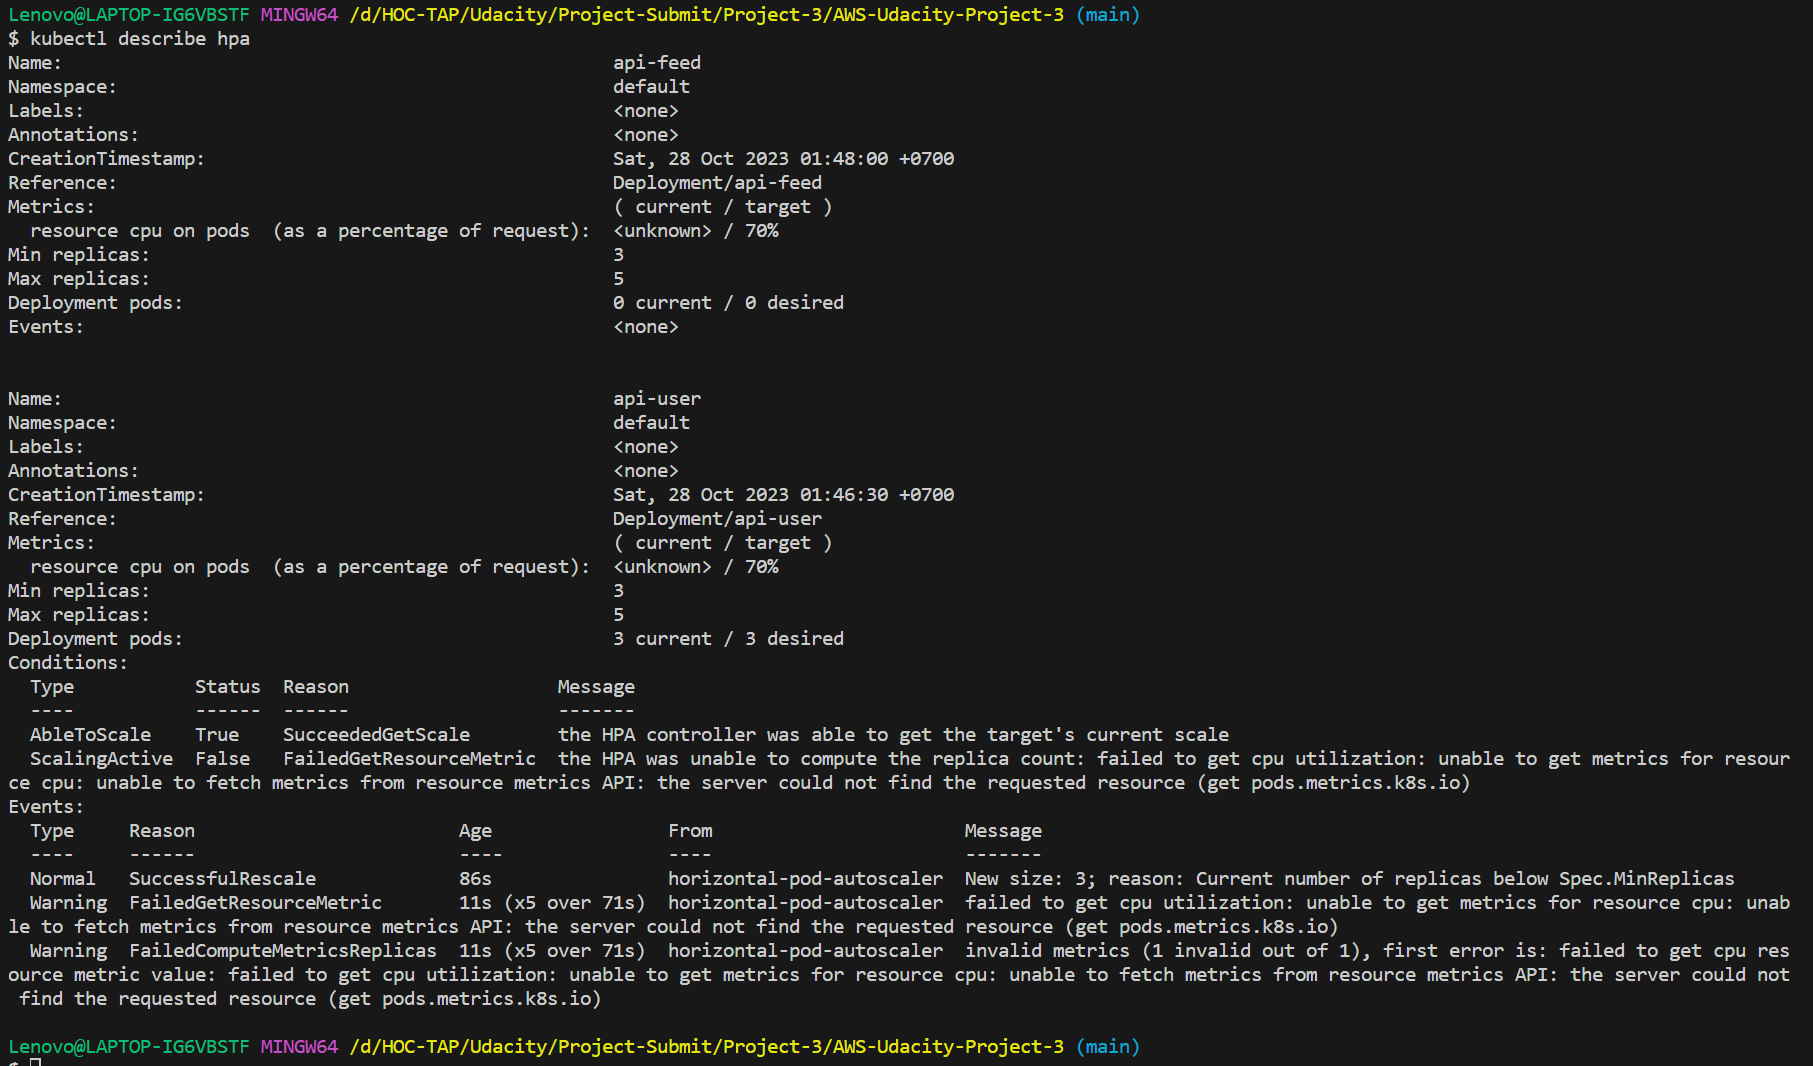 Lenovo@LAPTOP-IG6VBSTF MINGW64 /d/HOC-TAP/Udacity/Project-Submit/Project-3/AWS-Udacity-Project-3 (main)
$ kubectl describe hpa
Name:                                                  api-feed
Namespace:                                             default
Labels:                                                <none>
Annotations:                                           <none>
CreationTimestamp:                                     Sat, 28 Oct 2023 01:48:00 +0700
Reference:                                             Deployment/api-feed
Metrics:                                               ( current / target )
  resource cpu on pods  (as a percentage of request):  <unknown> / 70%
Min replicas:                                          3
Max replicas:                                          5
Deployment pods:                                       0 current / 0 desired
Events:                                                <none>
Name:                                                  api-user
Namespace:                                             default
Labels:                                                <none>
Annotations:                                           <none>
CreationTimestamp:                                     Sat, 28 Oct 2023 01:46:30 +0700
Reference:                                             Deployment/api-user
Metrics:                                               ( current / target )
  resource cpu on pods  (as a percentage of request):  <unknown> / 70%
Min replicas:                                          3
Max replicas:                                          5
Deployment pods:                                       3 current / 3 desired
Conditions:
  Type           Status  Reason                   Message
  ----           ------  ------                   -------
  AbleToScale    True    SucceededGetScale        the HPA controller was able to get the target's current scale
  ScalingActive  False   FailedGetResourceMetric  the HPA was unable to compute the replica count: failed to get cpu utilization: unable to get metrics for resour
ce cpu: unable to fetch metrics from resource metrics API: the server could not find the requested resource (get pods.metrics.k8s.io)
Events:
  Type     Reason                        Age                From                       Message
  ----     ------                        ----               ----                       -------
  Normal   SuccessfulRescale             86s                horizontal-pod-autoscaler  New size: 3; reason: Current number of replicas below Spec.MinReplicas
  Warning  FailedGetResourceMetric       11s (x5 over 71s)  horizontal-pod-autoscaler  failed to get cpu utilization: unable to get metrics for resource cpu: unab
le to fetch metrics from resource metrics API: the server could not find the requested resource (get pods.metrics.k8s.io)
  Warning  FailedComputeMetricsReplicas  11s (x5 over 71s)  horizontal-pod-autoscaler  invalid metrics (1 invalid out of 1), first error is: failed to get cpu res
ource metric value: failed to get cpu utilization: unable to get metrics for resource cpu: unable to fetch metrics from resource metrics API: the server could not
 find the requested resource (get pods.metrics.k8s.io)
Lenovo@LAPTOP-IG6VBSTF MINGW64 /d/HOC-TAP/Udacity/Project-Submit/Project-3/AWS-Udacity-Project-3 (main)
$